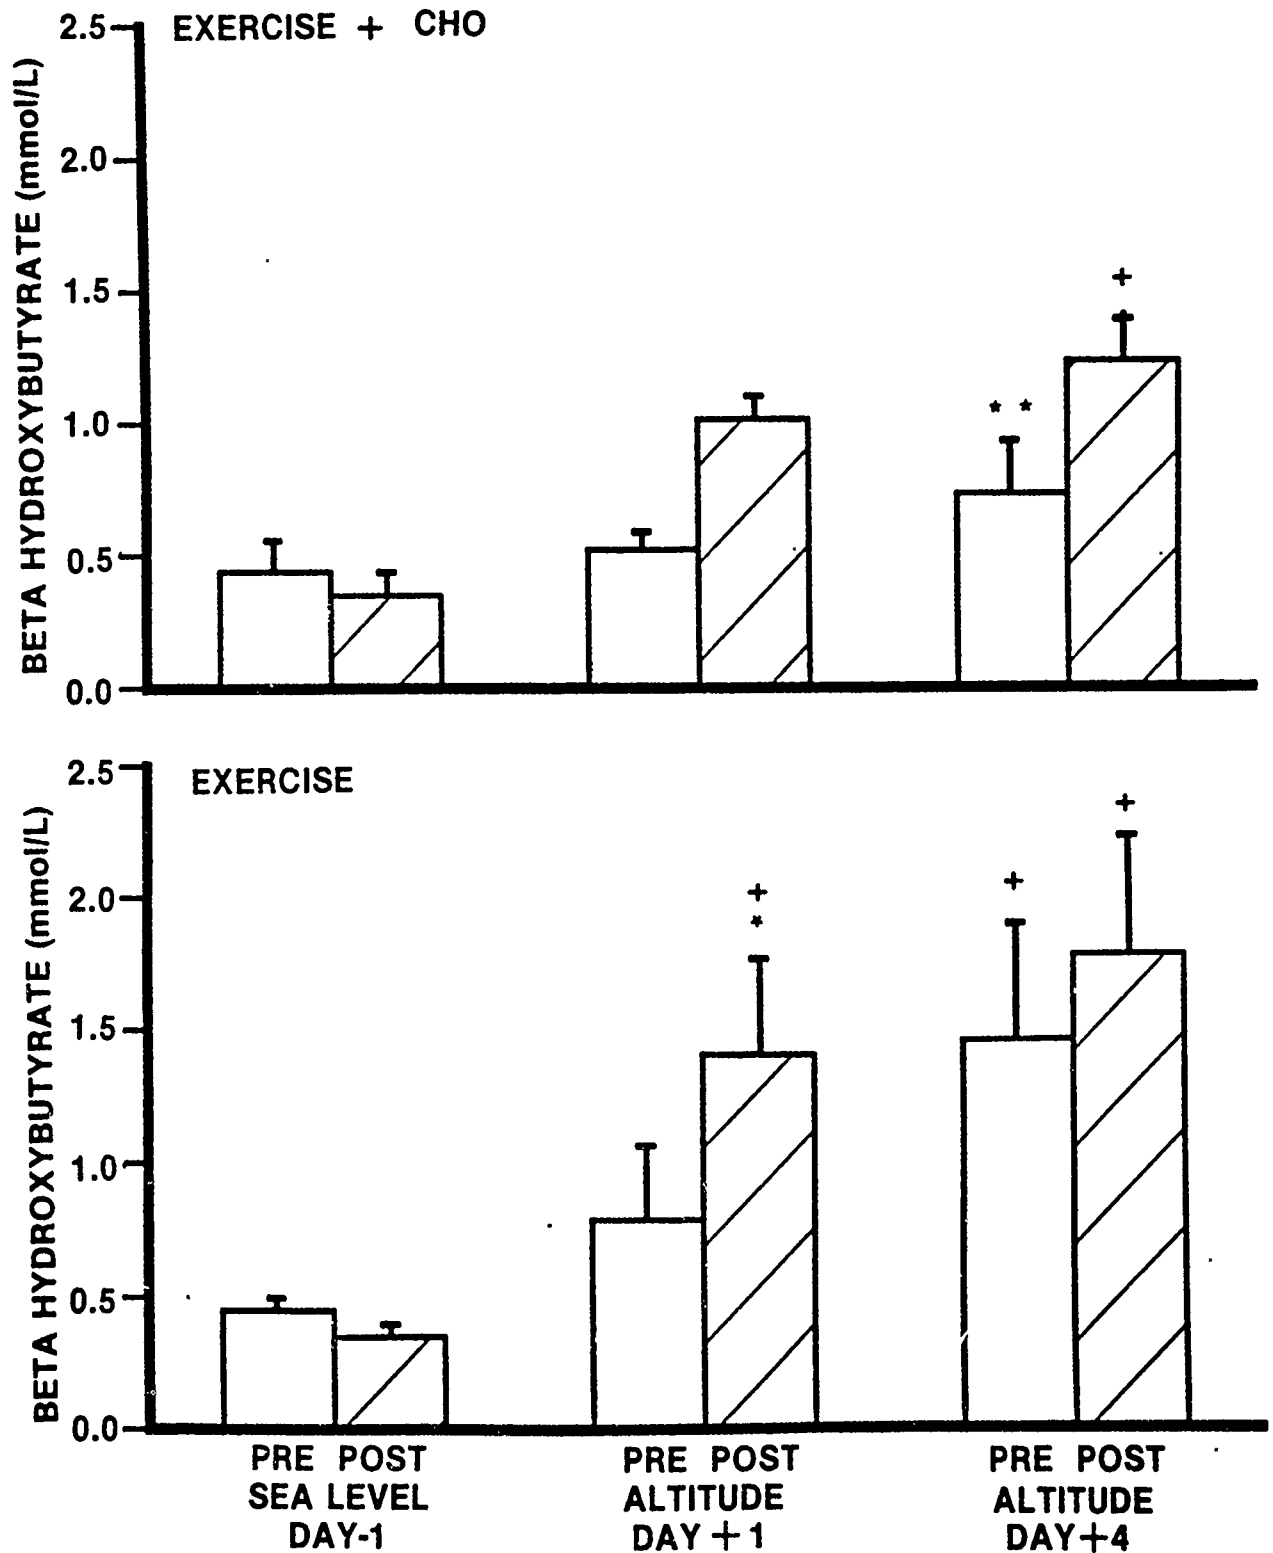 EXERCISE + CHO
BETA HYDROXYBUTYRATE (mmol/L)
2.5
2.0
1.5
1.0
0.5
0.0
+
* *
EXERCISE
BETA HYDROXYBUTYRATE (mmol/L)
2.5
2.0
1.5
1.0
0.5
0.0
+
+
+
*
PRE POST PRE POST PRE POST
SEA LEVEL ALTITUDE ALTITUDE
DAY-1 DAY+1 DAY+4